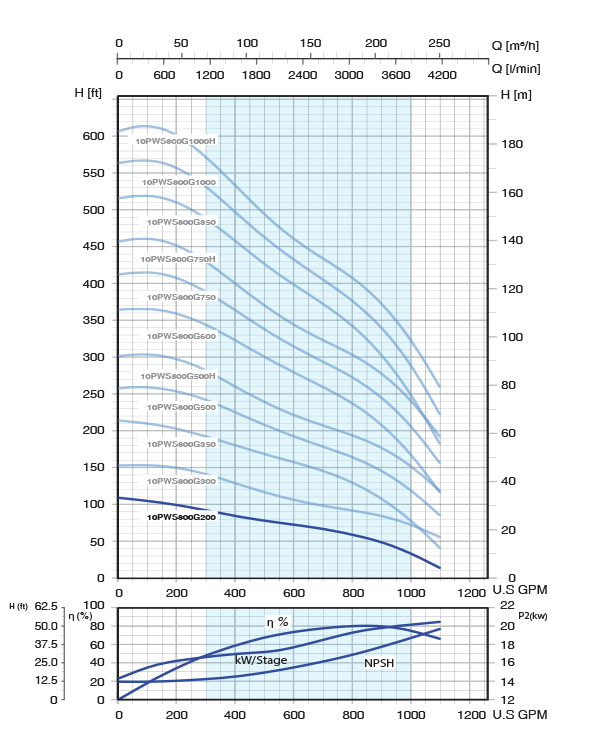 0 50 100 150 200 250 Q [m³/h]
0 600 1200 1800 2400 3000 3600 4200 Q [l/min]
H [ft] H [m]
600 180
10PWS800G1000H
550
10PWS800G1000 160
500
10PWS800G850
450 140
10PWS800G750H
400
10PWS800G750 120
350
10PWS800G600 100
300
10PWS800G500H 80
250
10PWS800G500
200 60
10PWS800G350
150
10PWS800G300 40
100
10PWS800G200 20
50
0 0
0 200 400 600 800 1000 1200 U.S GPM
H (ft) 62.5 η (%) 100 22 P2(kw)
50.0 80 η % 20
37.5 60 18
kW/Stage NPSH
25.0 40 16
12.5 20 14
0 0 12
0 200 400 600 800 1000 1200 U.S GPM